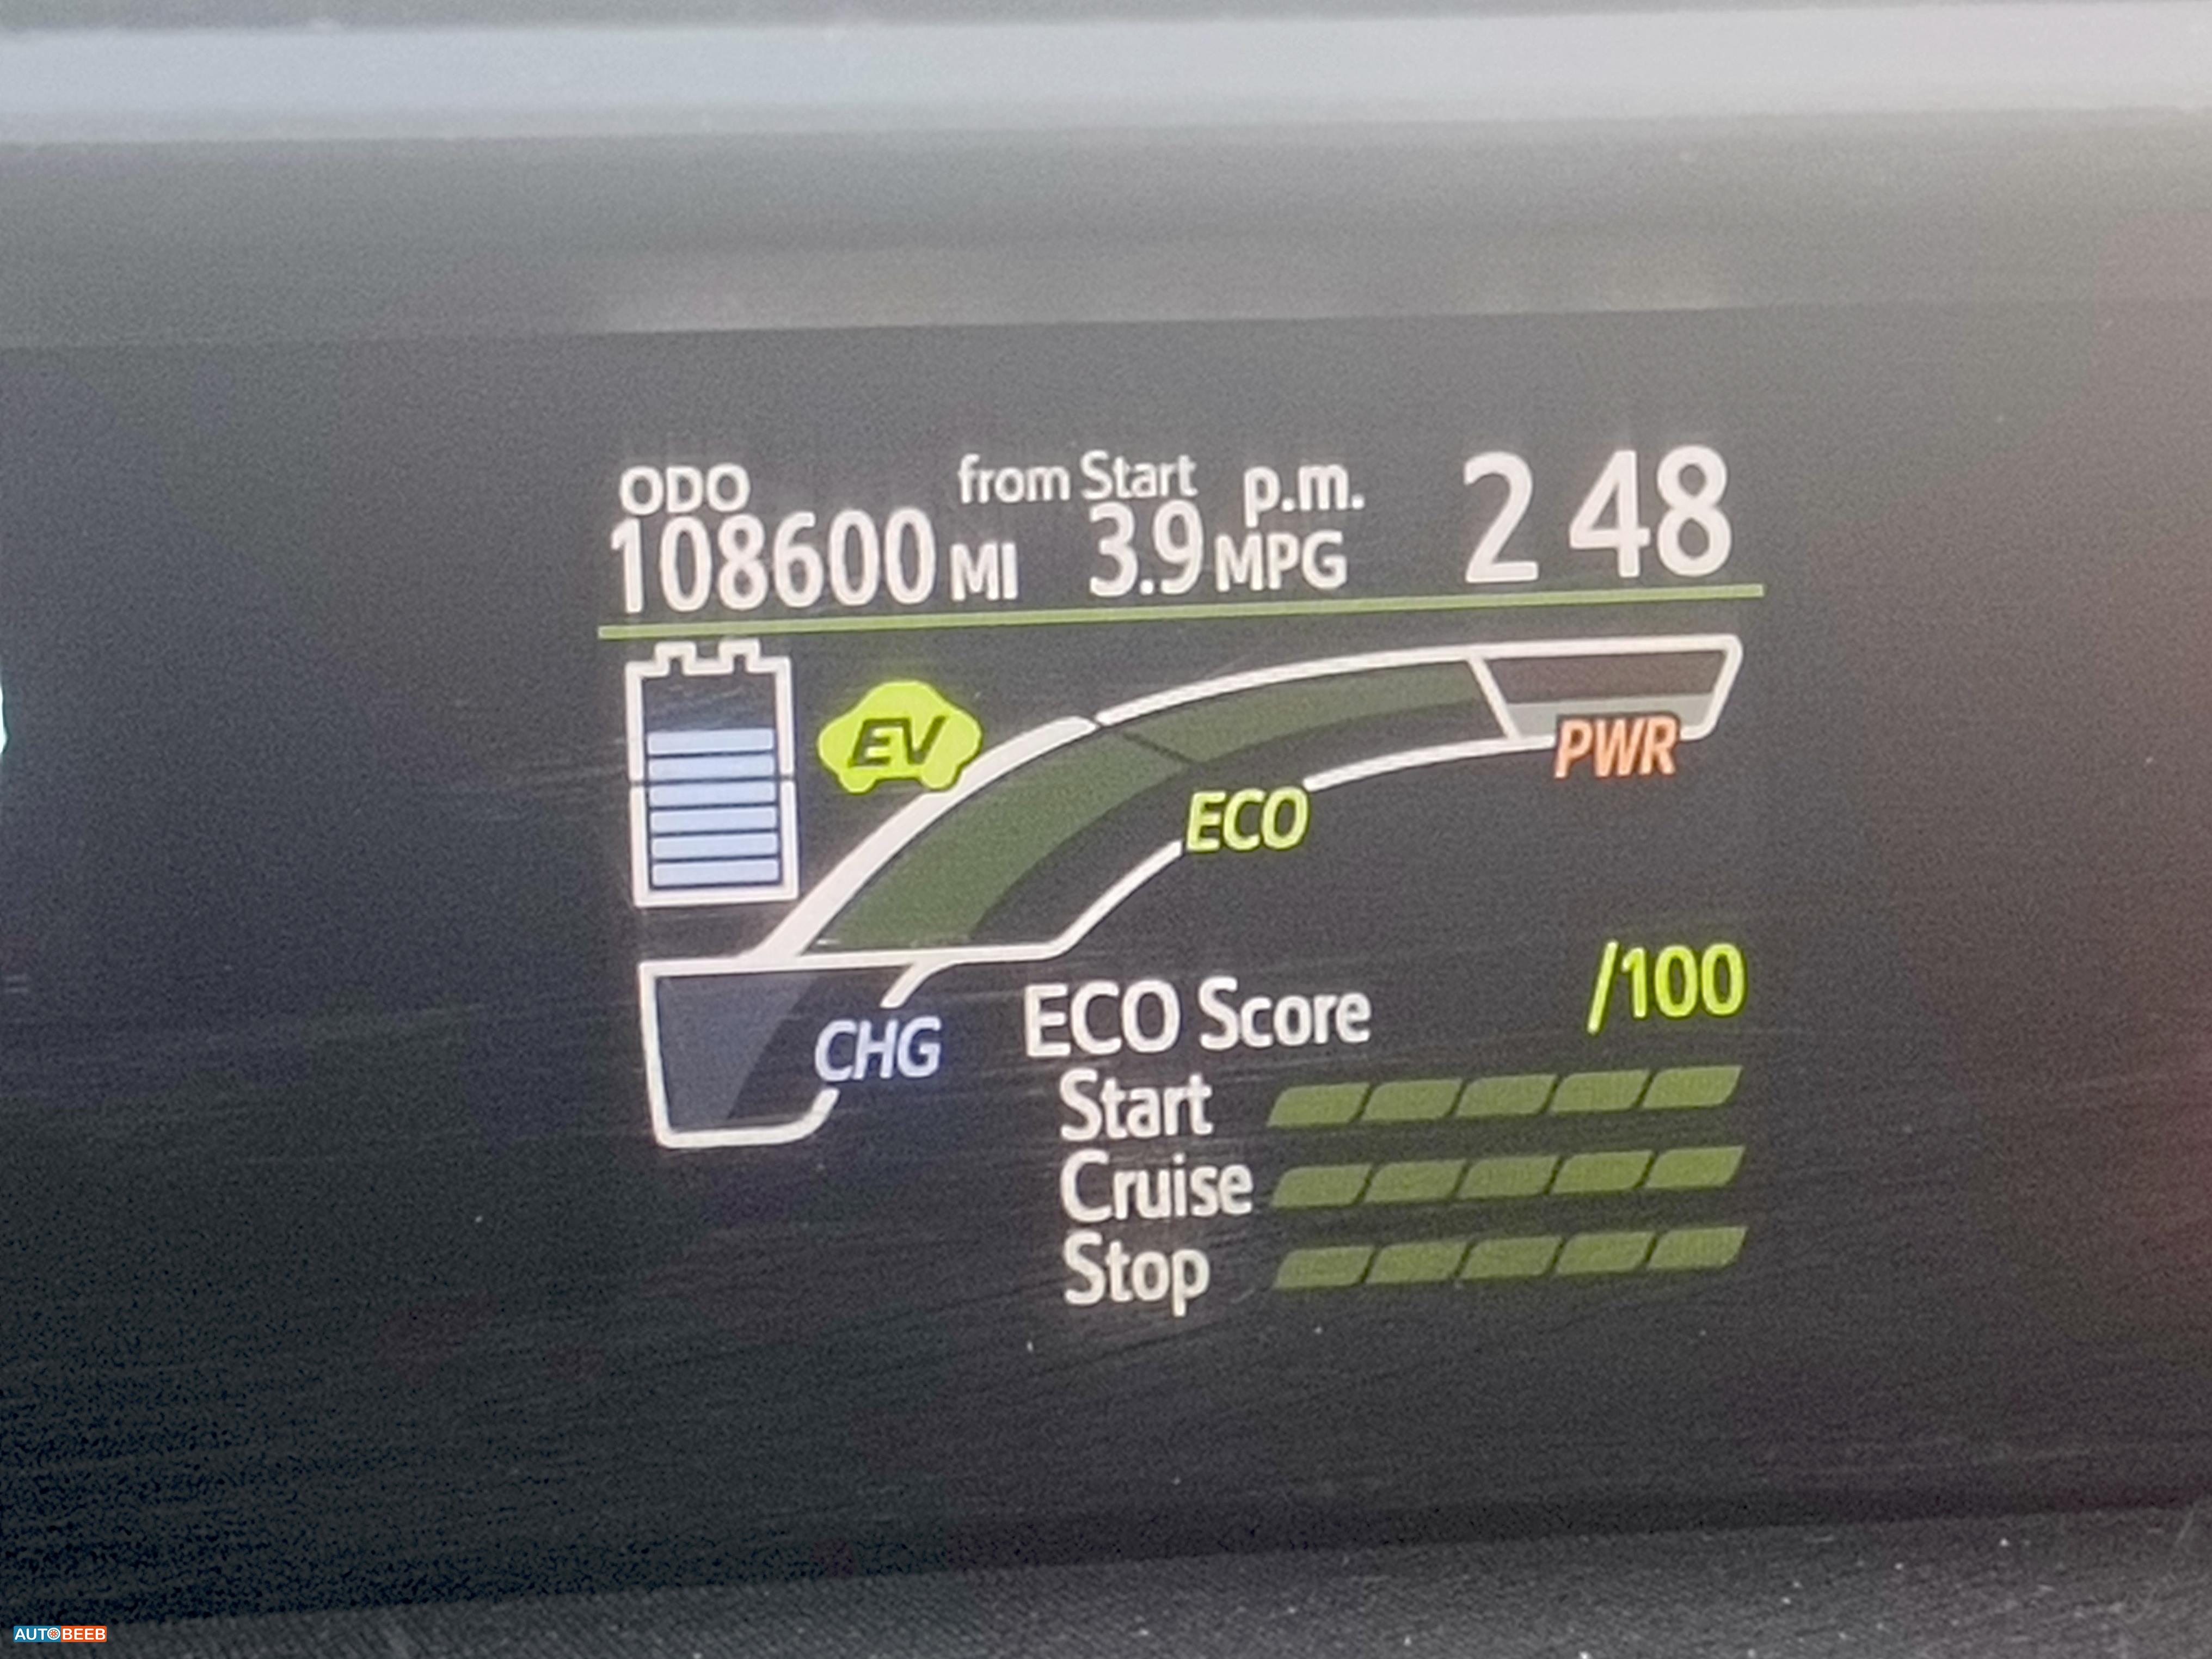 ODO from Start p.m. 2 48
108600 MI 3.9 MPG
EV
PWR
ECO
CHG
ECO Score /100
Start
Cruise
Stop
AUTOBEEB